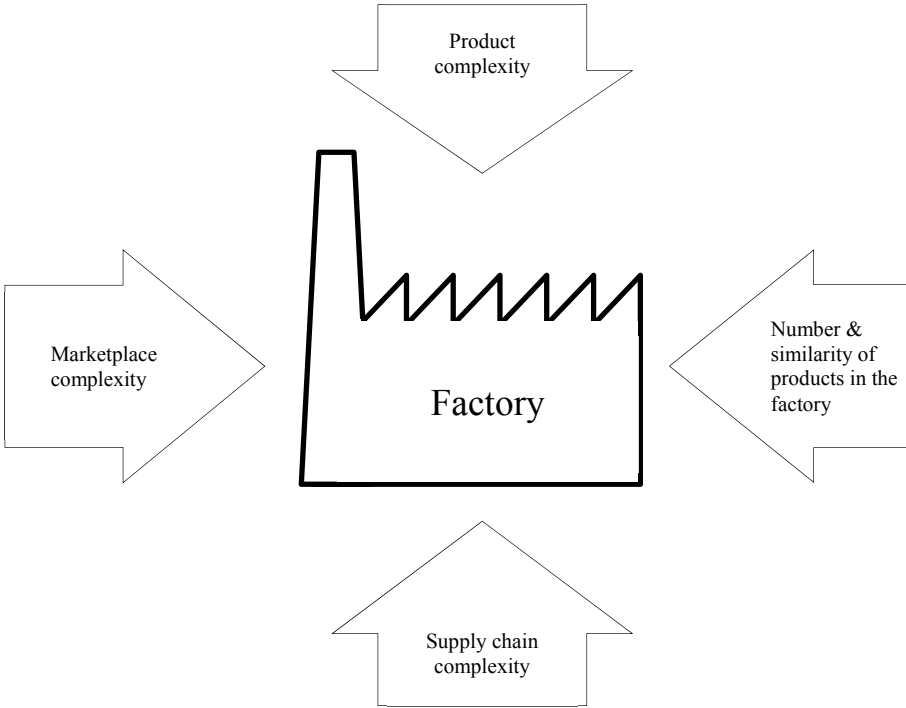 Product
complexity
Marketplace
complexity
Factory
Number &
similarity of
products in the
factory
Supply chain
complexity